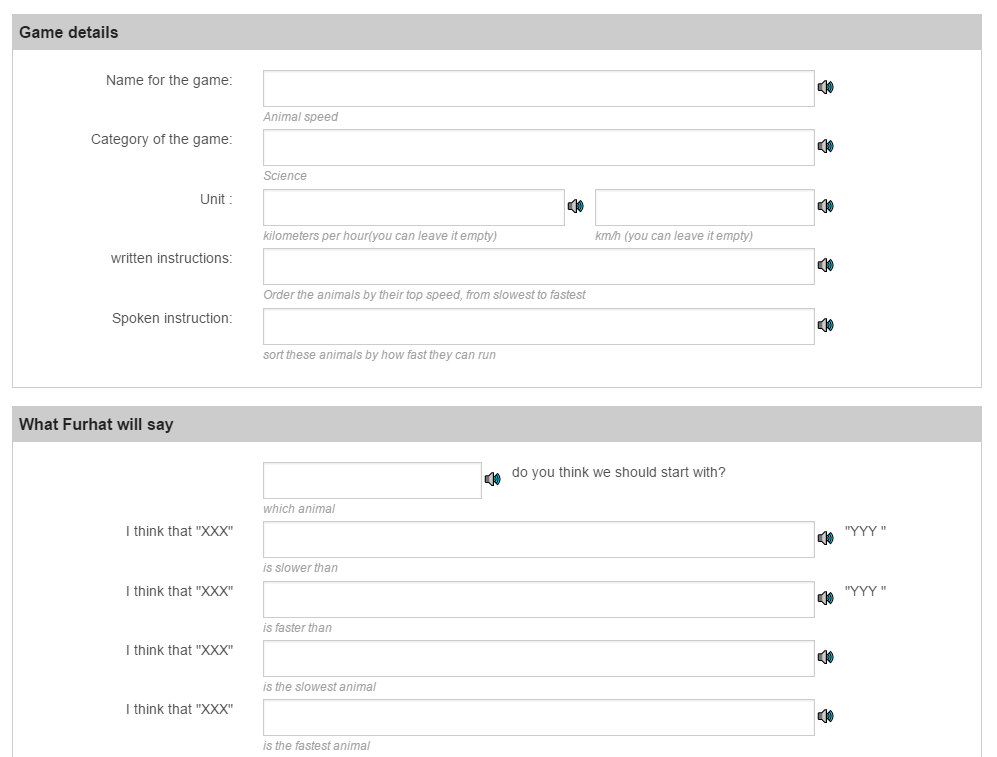 Game details
Name for the game:
Animal speed
Category of the game:
Science
Unit :
kilometers per hour(you can leave it empty) km/h (you can leave it empty)
written instructions:
Order the animals by their top speed, from slowest to fastest
Spoken instruction:
sort these animals by how fast they can run
What Furhat will say
do you think we should start with?
which animal
I think that "XXX" "YYY "
is slower than
I think that "XXX" "YYY "
is faster than
I think that "XXX"
is the slowest animal
I think that "XXX"
is the fastest animal